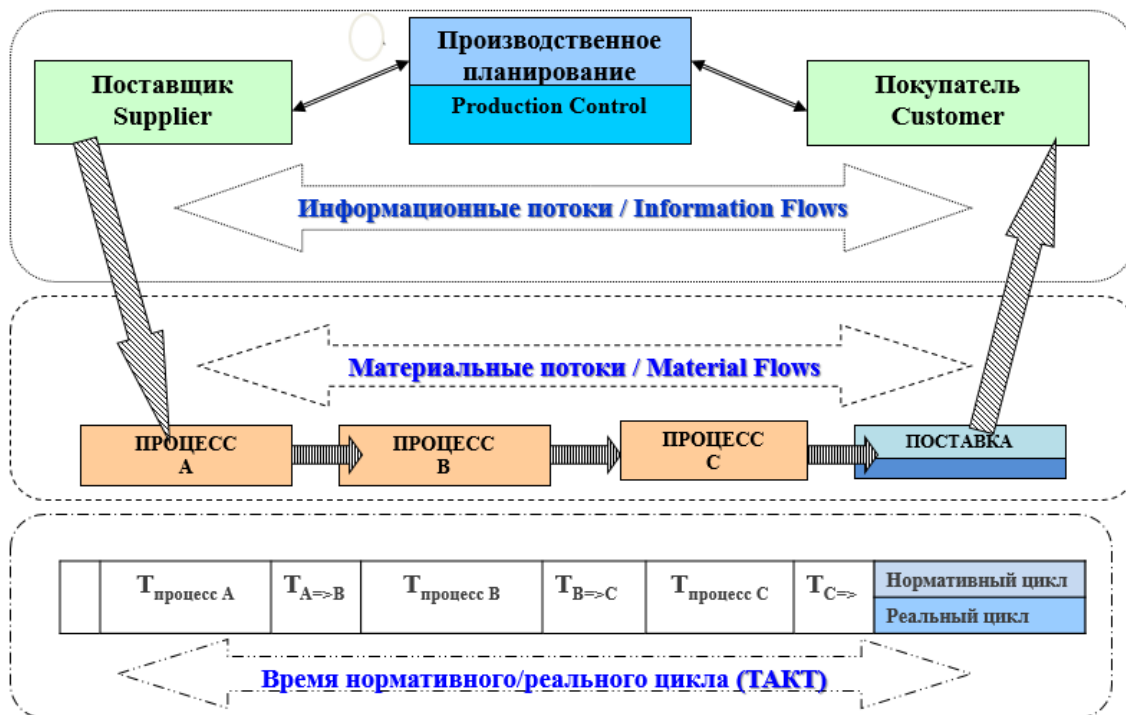 Производственное
планирование
Production Control
Поставщик
Supplier
Покупатель
Customer
Информационные потоки / Information Flows
Материальные потоки / Material Flows
ПРОЦЕСС
A
ПРОЦЕСС
B
ПРОЦЕСС
C
ПОСТАВКА
Tпроцесс A
TA=>B
Tпроцесс B
TB=>C
Tпроцесс C
TC=>
Нормативный цикл
Реальный цикл
Время нормативного/реального цикла (ТАКТ)